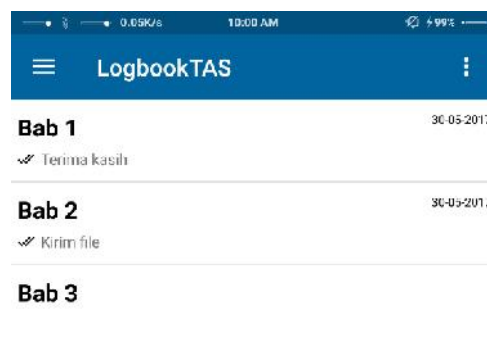 0.05K/s 10:00 AM 99%
LogbookTAS
Bab 1 30-05-2017
Terima kasih
Bab 2 30-05-201
Kirim file
Bab 3